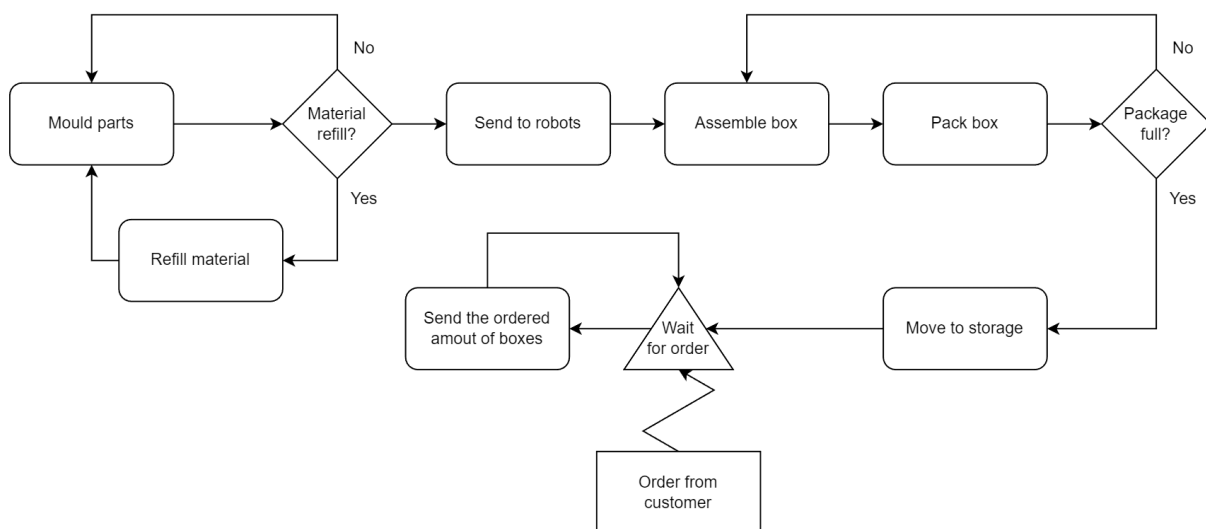 No
No
Mould parts
Material
refill?
Send to robots
Assemble box
Pack box
Package
full?
Yes
Yes
Refill material
Send the ordered
amout of boxes
Wait
for order
Move to storage
Order from
customer